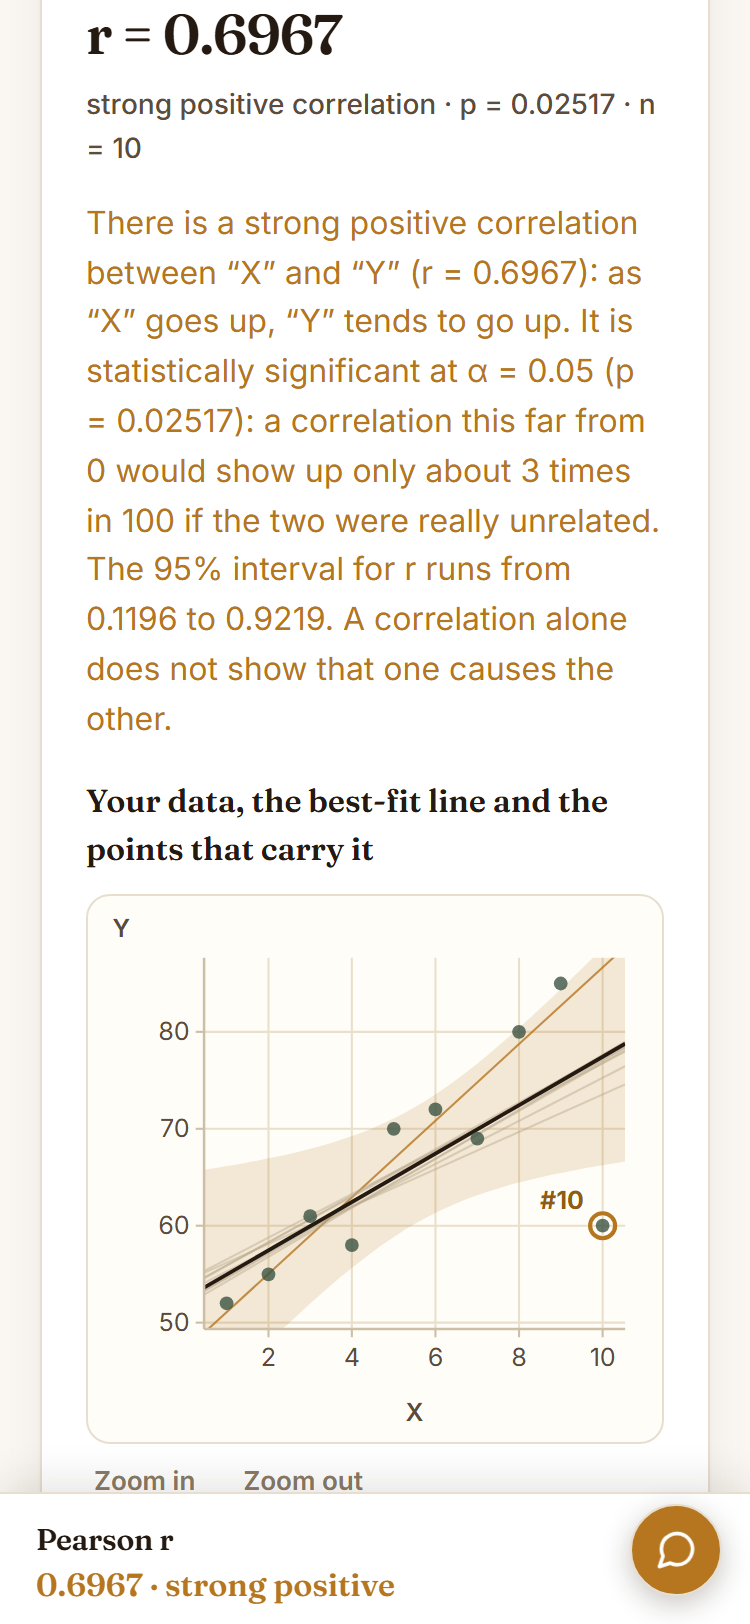 r = 0.6967
strong positive correlation · p = 0.02517 · n
= 10
There is a strong positive correlation
between “X” and “Y” (r = 0.6967): as
“X” goes up, “Y” tends to go up. It is
statistically significant at α = 0.05 (p
= 0.02517): a correlation this far from
0 would show up only about 3 times
in 100 if the two were really unrelated.
The 95% interval for r runs from
0.1196 to 0.9219. A correlation alone
does not show that one causes the
other.
Your data, the best-fit line and the
points that carry it
Y
80
70
60
50
#10
2 4 6 8 10
X
Zoom in Zoom out
Pearson r
0.6967 · strong positive